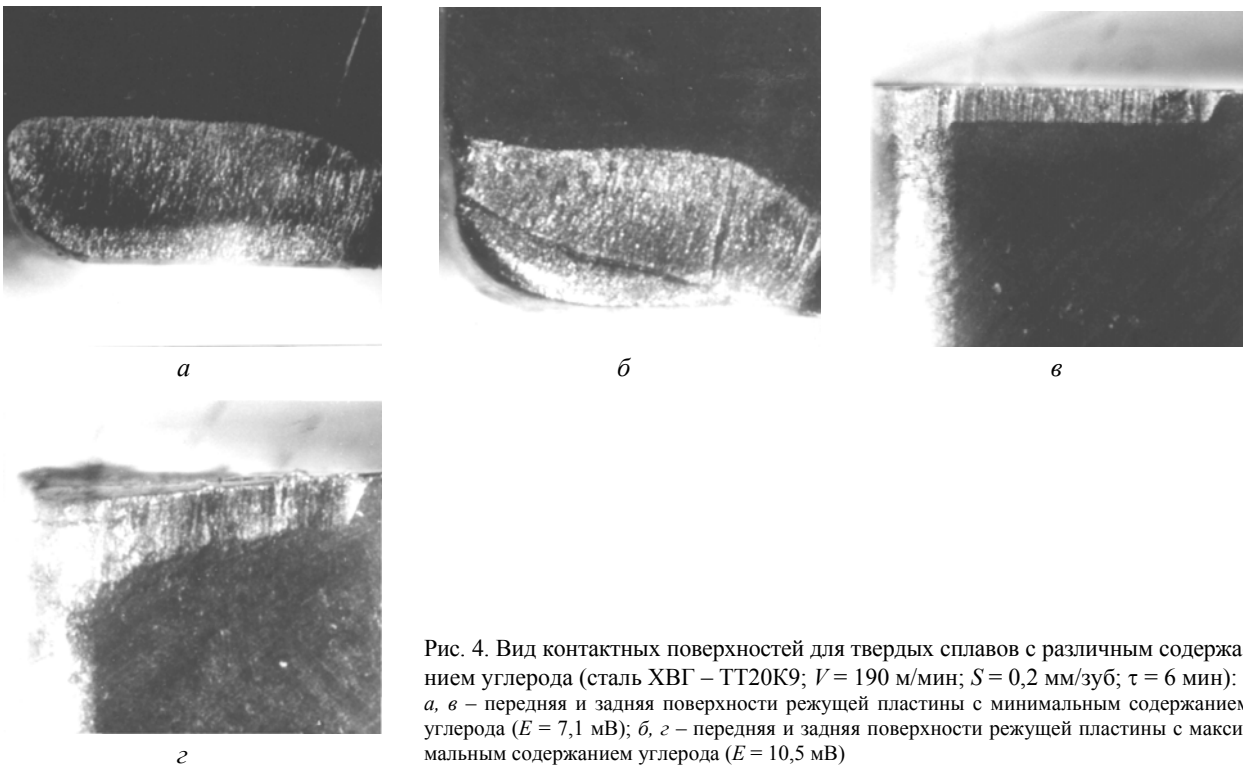 а
б
в
г
Рис. 4. Вид контактных поверхностей для твердых сплавов с различным содержа-
нием углерода (сталь ХВГ – ТТ20К9; V = 190 м/мин; S = 0,2 мм/зуб; τ = 6 мин):
а, в – передняя и задняя поверхности режущей пластины с минимальным содержанием
углерода (E = 7,1 мВ); б, г – передняя и задняя поверхности режущей пластины с макси-
мальным содержанием углерода (E = 10,5 мВ)